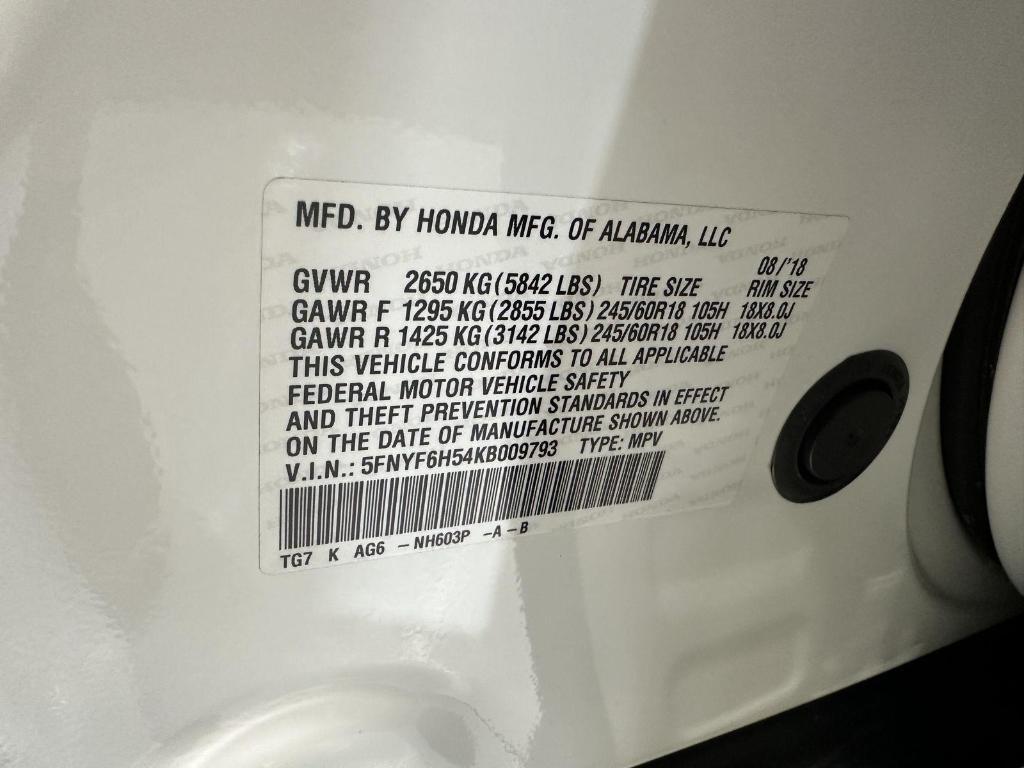 MFD. BY HONDA MFG. OF ALABAMA, LLC
08/'18
GVWR 2650 KG (5842 LBS) TIRE SIZE RIM SIZE
GAWR F 1295 KG (2855 LBS) 245/60R18 105H 18X8.0J
GAWR R 1425 KG (3142 LBS) 245/60R18 105H 18X8.0J
THIS VEHICLE CONFORMS TO ALL APPLICABLE
FEDERAL MOTOR VEHICLE SAFETY
AND THEFT PREVENTION STANDARDS IN EFFECT
ON THE DATE OF MANUFACTURE SHOWN ABOVE.
V.I.N.: 5FNYF6H54KB009793 TYPE: MPV
TG7 K AG6 -NH603P -A-B